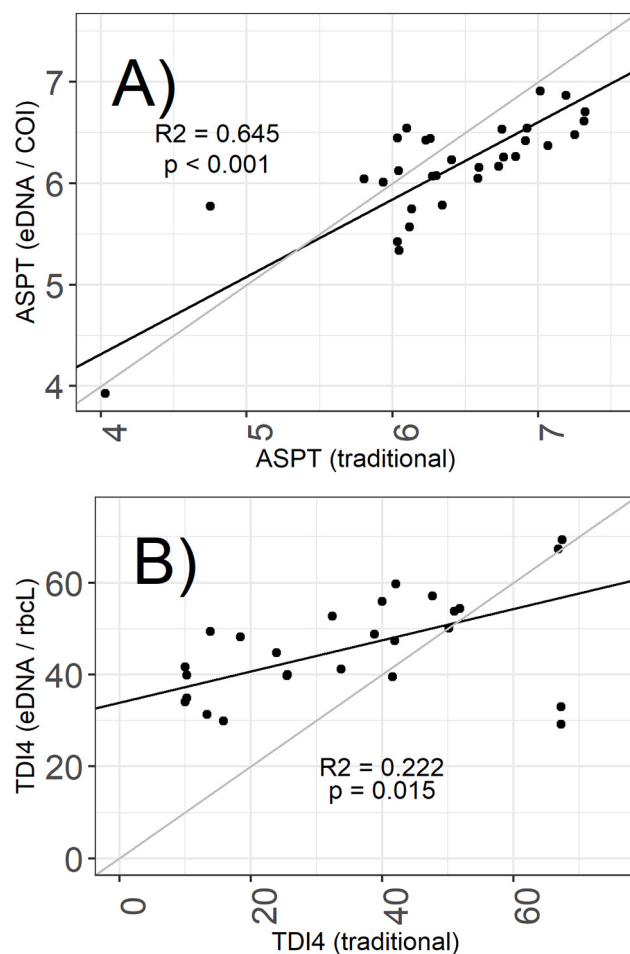 A)
R2 = 0.645
p < 0.001
ASPT (eDNA / COI)
7
6
5
4
4
5
6
7
ASPT (traditional)
B)
R2 = 0.222
p = 0.015
TDI4 (eDNA / rbcL)
60
40
20
0
0
20
40
60
TDI4 (traditional)